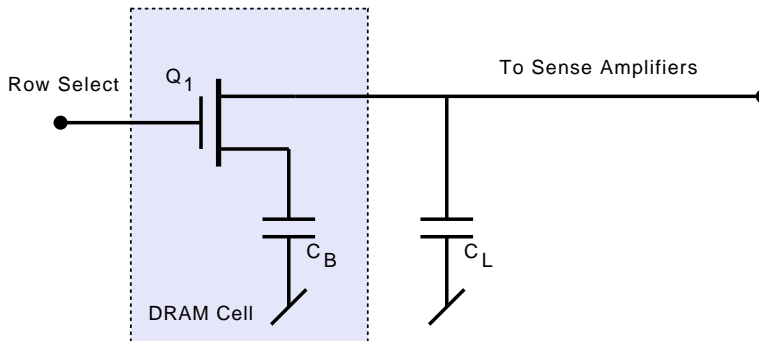 Row Select
Q1
To Sense Amplifiers
CB
CL
DRAM Cell